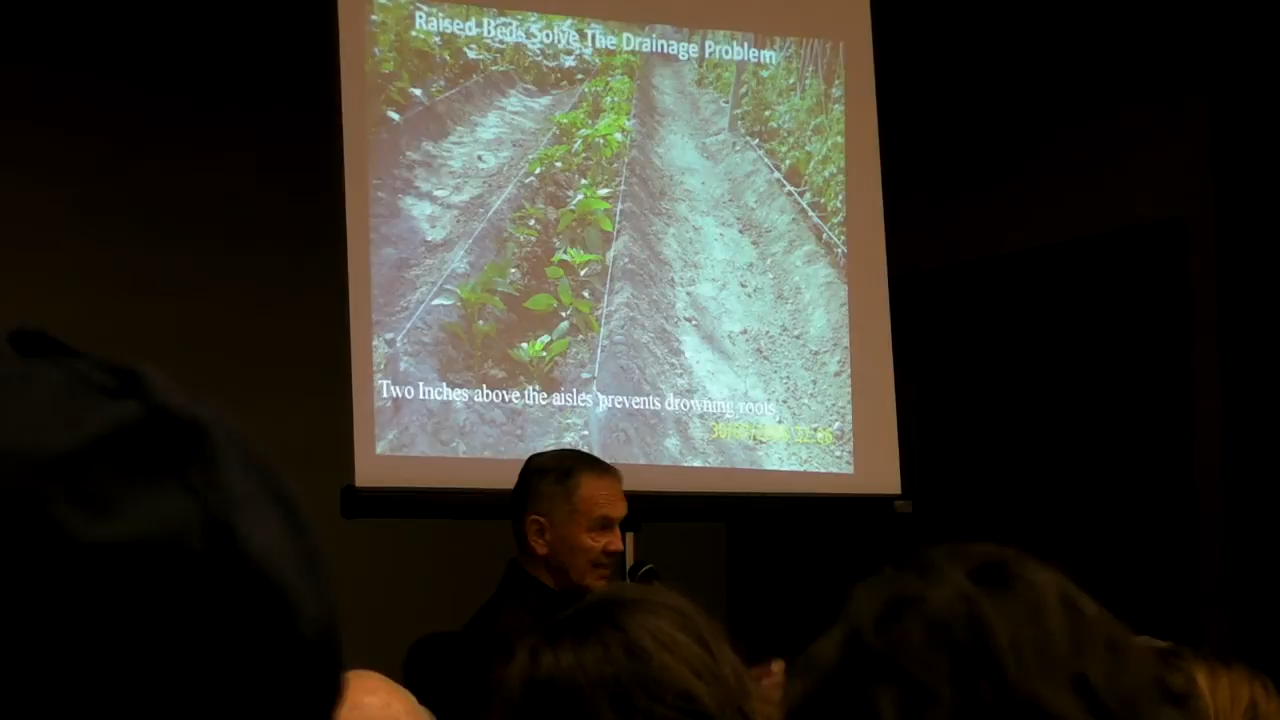 Raised Beds Solve The Drainage Problem
Two Inches above the aisles prevents drowning roots